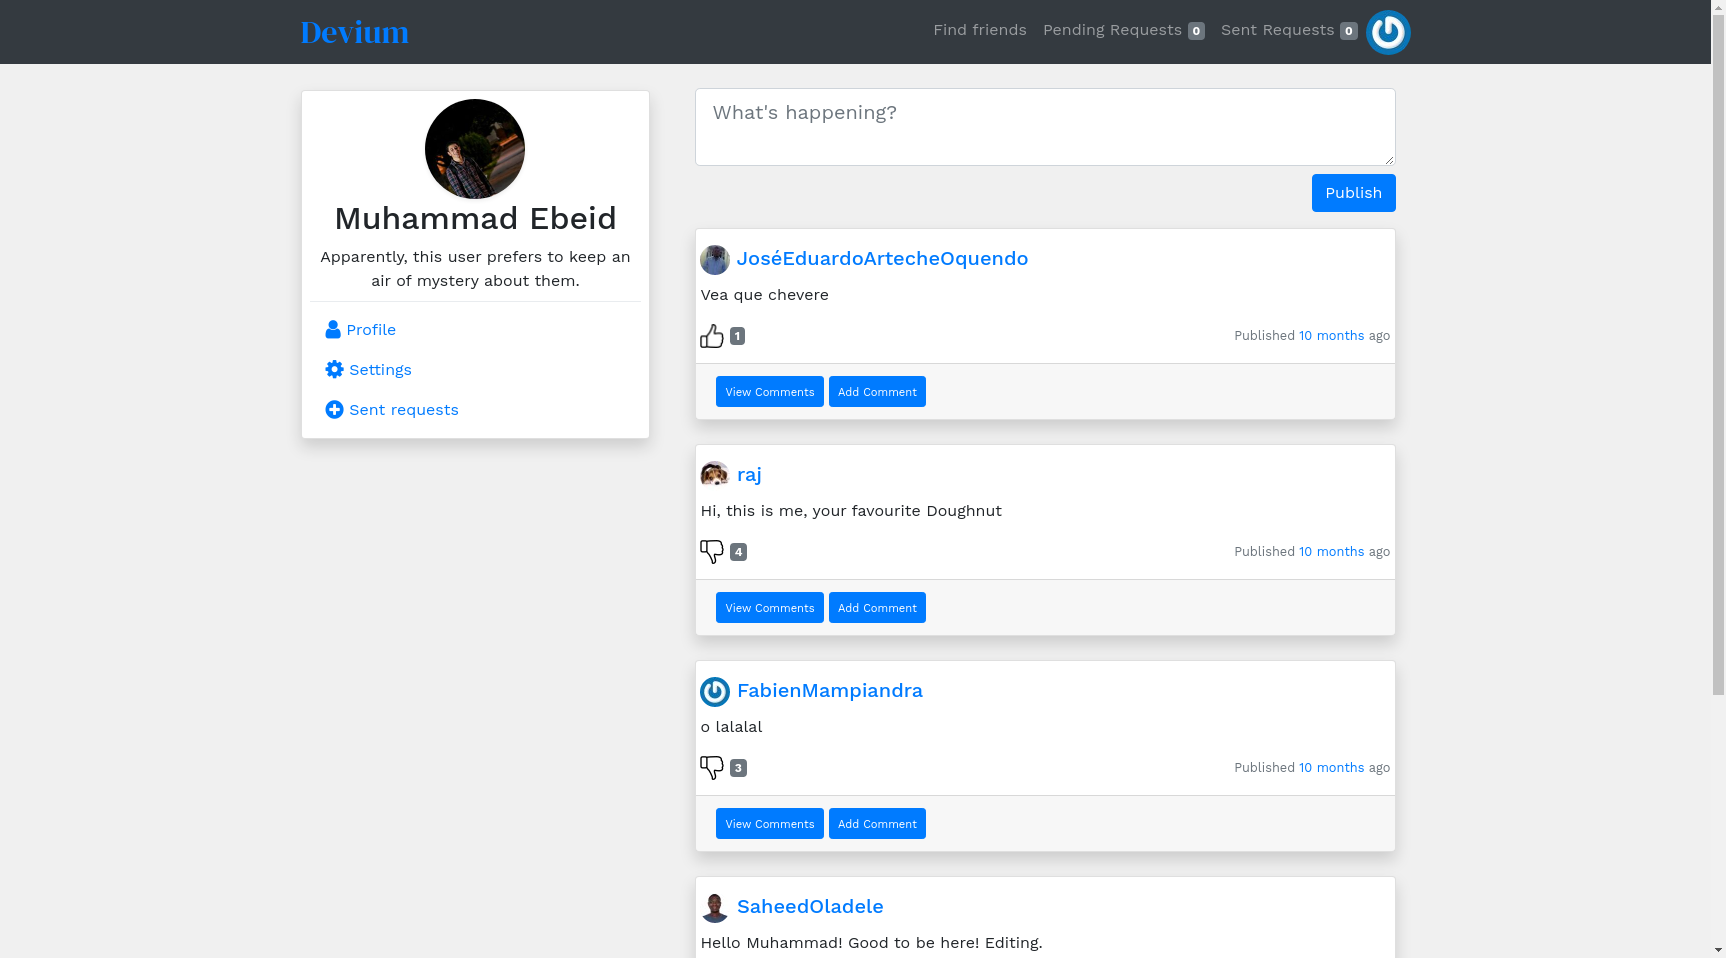 Devium
Find friends
Pending Requests 0
Sent Requests 0
Muhammad Ebeid
Apparently, this user prefers to keep an
air of mystery about them.
Profile
Settings
Sent requests
What's happening?
Publish
JoséEduardoArtecheOquendo
Vea que chevere
1
Published 10 months ago
View Comments
Add Comment
raj
Hi, this is me, your favourite Doughnut
4
Published 10 months ago
View Comments
Add Comment
FabienMampiandra
o lalalal
3
Published 10 months ago
View Comments
Add Comment
SaheedOladele
Hello Muhammad! Good to be here! Editing.